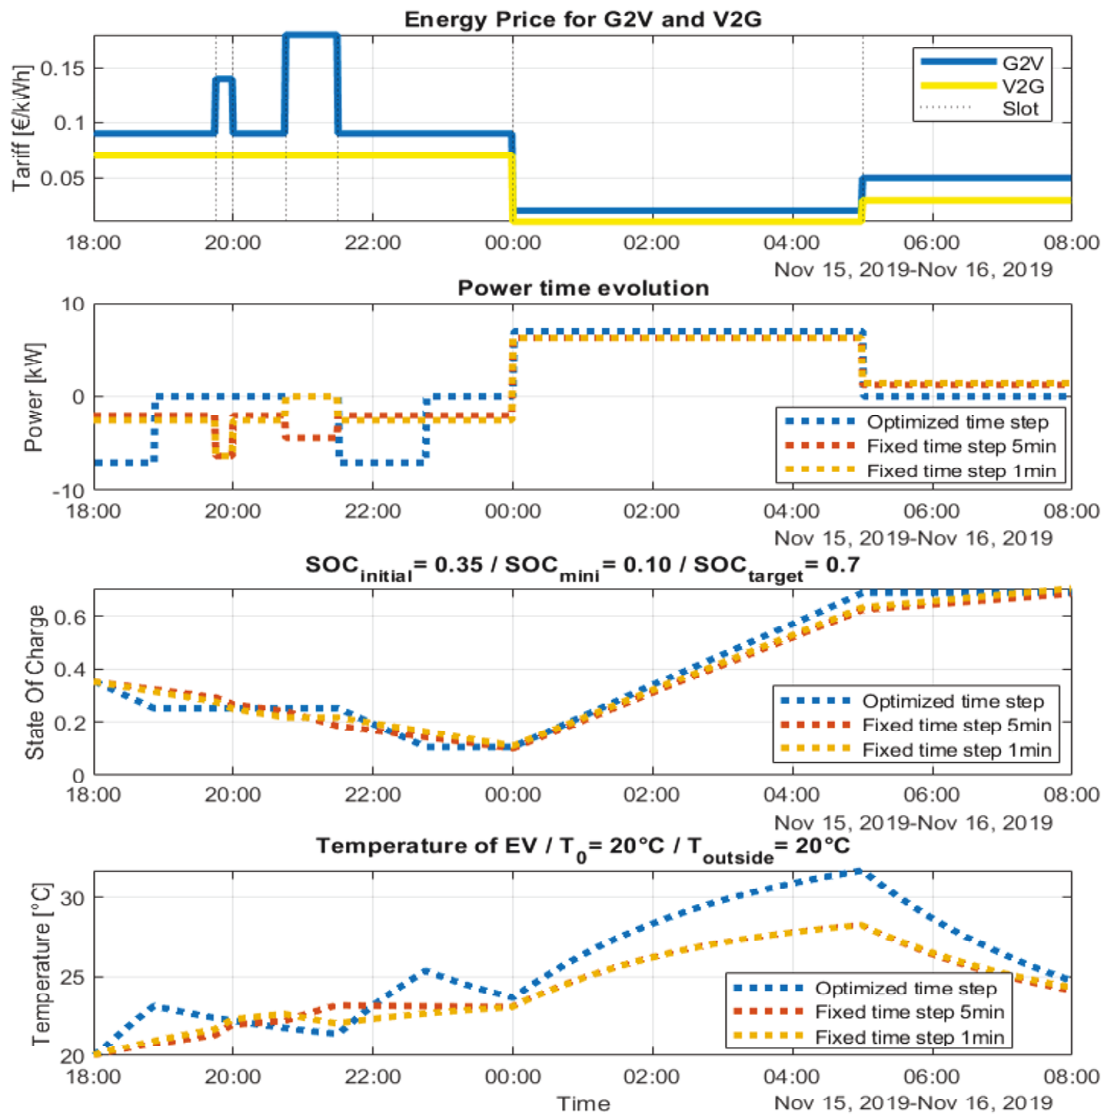 Energy Price for G2V and V2G
Tariff [€/kWh]
0.15
0.1
0.05
G2V
V2G
Slot
18:00 20:00 22:00 00:00 02:00 04:00 06:00 08:00
Nov 15, 2019-Nov 16, 2019
Power time evolution
Power [kW]
10
0
-10
Optimized time step
Fixed time step 5min
Fixed time step 1min
18:00 20:00 22:00 00:00 02:00 04:00 06:00 08:00
Nov 15, 2019-Nov 16, 2019
SOCinitial= 0.35 / SOCmini= 0.10 / SOCtarget= 0.7
State Of Charge
0.6
0.4
0.2
0
Optimized time step
Fixed time step 5min
Fixed time step 1min
18:00 20:00 22:00 00:00 02:00 04:00 06:00 08:00
Nov 15, 2019-Nov 16, 2019
Temperature of EV / T0= 20°C / Toutside= 20°C
Temperature [°C]
30
25
20
Optimized time step
Fixed time step 5min
Fixed time step 1min
18:00 20:00 22:00 00:00 02:00 04:00 06:00 08:00
Time
Nov 15, 2019-Nov 16, 2019